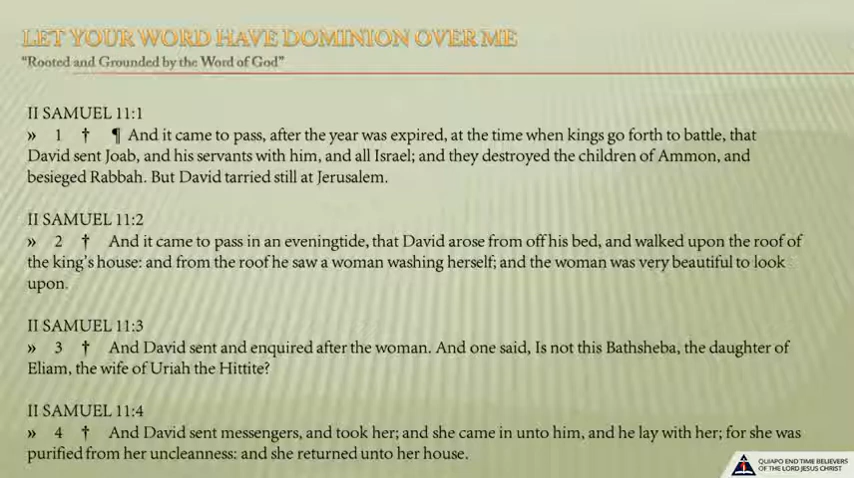 LET YOUR WORD HAVE DOMINION OVER ME
"Rooted and Grounded by the Word of God"
II SAMUEL 11:1
» 1 † ¶ And it came to pass, after the year was expired, at the time when kings go forth to battle, that
David sent Joab, and his servants with him, and all Israel; and they destroyed the children of Ammon, and
besieged Rabbah. But David tarried still at Jerusalem.
II SAMUEL 11:2
» 2 † And it came to pass in an eveningtide, that David arose from off his bed, and walked upon the roof of
the king's house: and from the roof he saw a woman washing herself; and the woman was very beautiful to look
upon.
II SAMUEL 11:3
» 3 † And David sent and enquired after the woman. And one said, Is not this Bathsheba, the daughter of
Eliam, the wife of Uriah the Hittite?
II SAMUEL 11:4
» 4 † And David sent messengers, and took her; and she came in unto him, and he lay with her; for she was
purified from her uncleanness: and she returned unto her house.
QUIAPO END TIME BELIEVERS
OF THE LORD JESUS CHRIST